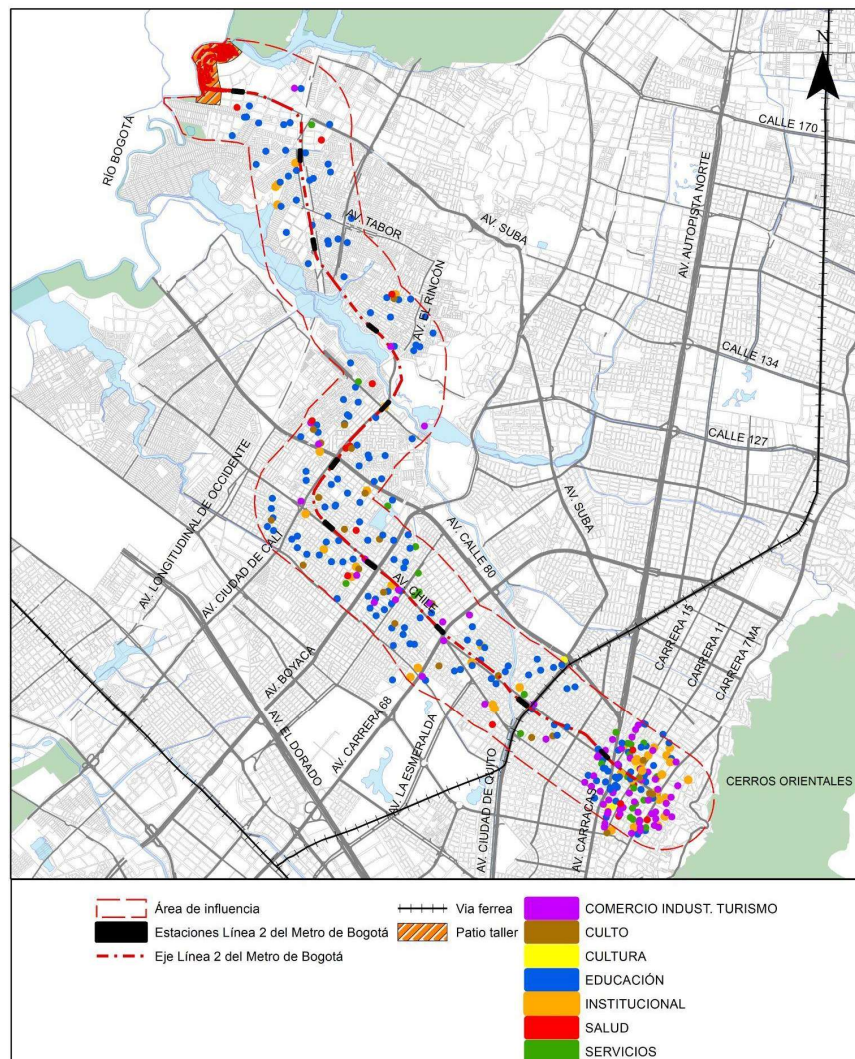 N
CALLE 170
RÍO BOGOTÁ
AV. AUTOPISTA NORTE
AV. SUBA
AV. TABOR
AV. EL RINCÓN
CALLE 134
CALLE 127
AV. LONGITUDINAL DE OCCIDENTE
AV. SUBA
AV. CIUDAD DE CALI
AV. CALLE 80
AV. CHILE
CARRERA 15
CARRERA 11
CARRERA 7MA
AV. BOYACA
AV. CARRERA 68
AV. EL DORADO
AV. LA ESMERALDA
AV. CIUDAD DE QUITO
AV. CARRACAS
CERROS ORIENTALES
Área de influencia
Estaciones Línea 2 del Metro de Bogotá
Eje Línea 2 del Metro de Bogotá
Via ferrea
Patio taller
COMERCIO INDUST. TURISMO
CULTO
CULTURA
EDUCACIÓN
INSTITUCIONAL
SALUD
SERVICIOS